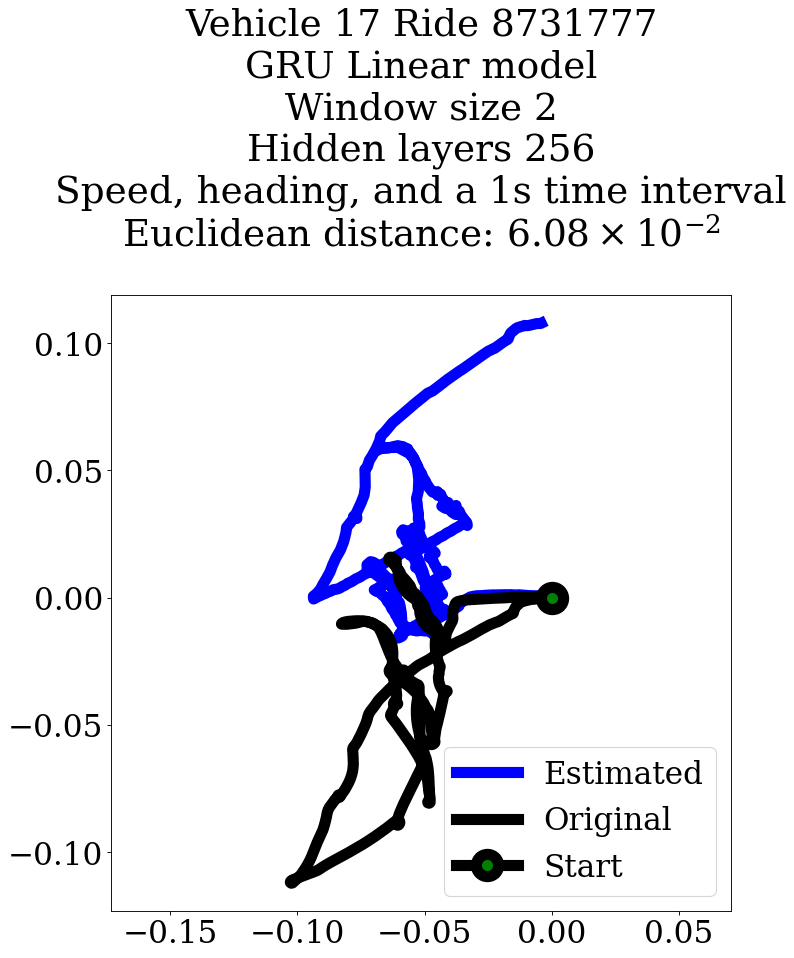 Vehicle 17 Ride 8731777
GRU Linear model
Window size 2
Hidden layers 256
Speed, heading, and a 1s time interval
Euclidean distance: 6.08 × 10⁻²
0.10
0.05
0.00
−0.05
−0.10
Estimated
Original
Start
−0.15 −0.10 −0.05 0.00 0.05